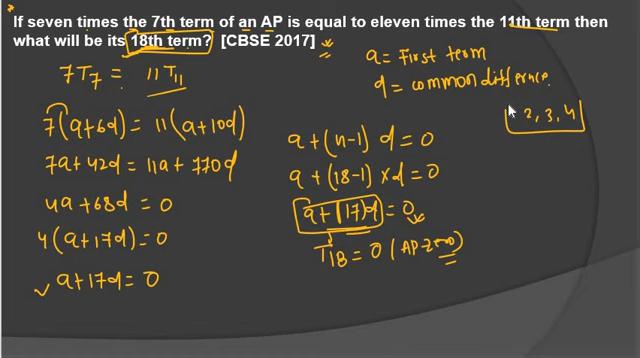 If seven times the 7th term of an AP is equal to eleven times the 11th term then
what will be its 18th term? [CBSE 2017]
7T7 = 11T11
a = First term
d = common difference
2, 3, 4
7(a+6d) = 11(a+10d)
7a+42d = 11a+770d
4a+68d = 0
4(a+17d) = 0
a+17d = 0
a+(n-1) d = 0
a+(18-1)×d = 0
a+(17)d = 0
T18 = 0 (AP-zero)